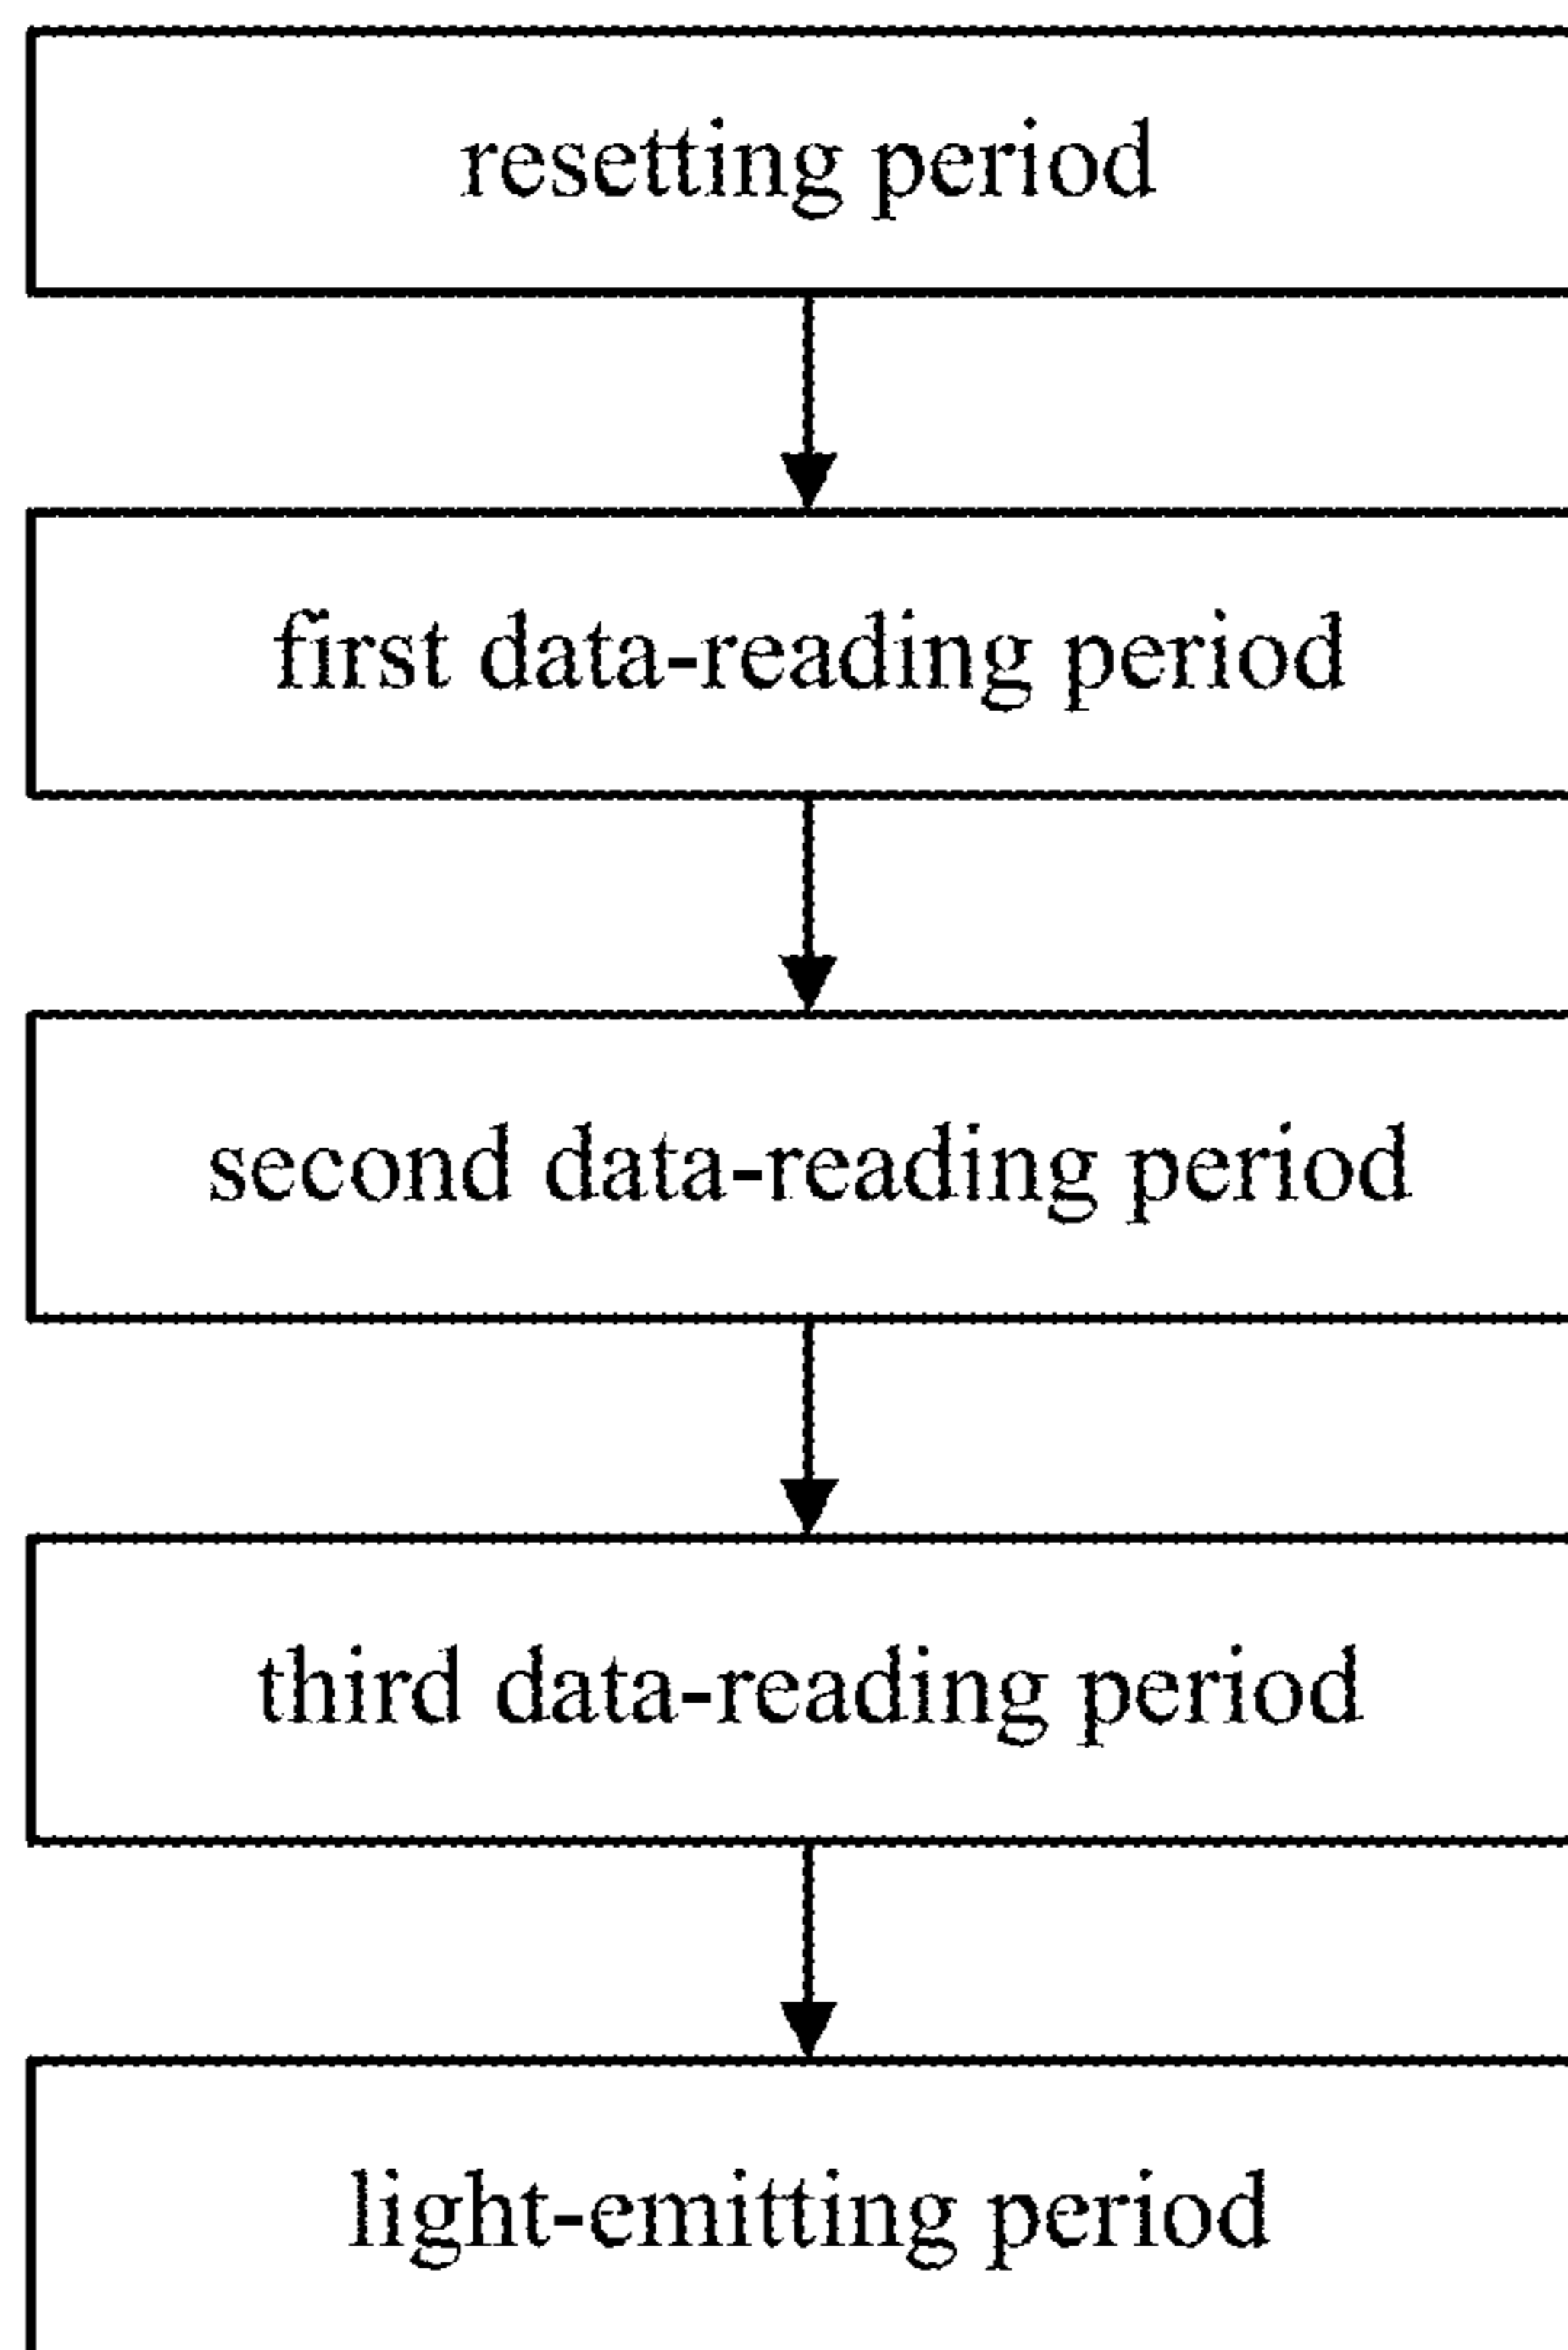 resetting period
first data-reading period
second data-reading period
third data-reading period
light-emitting period